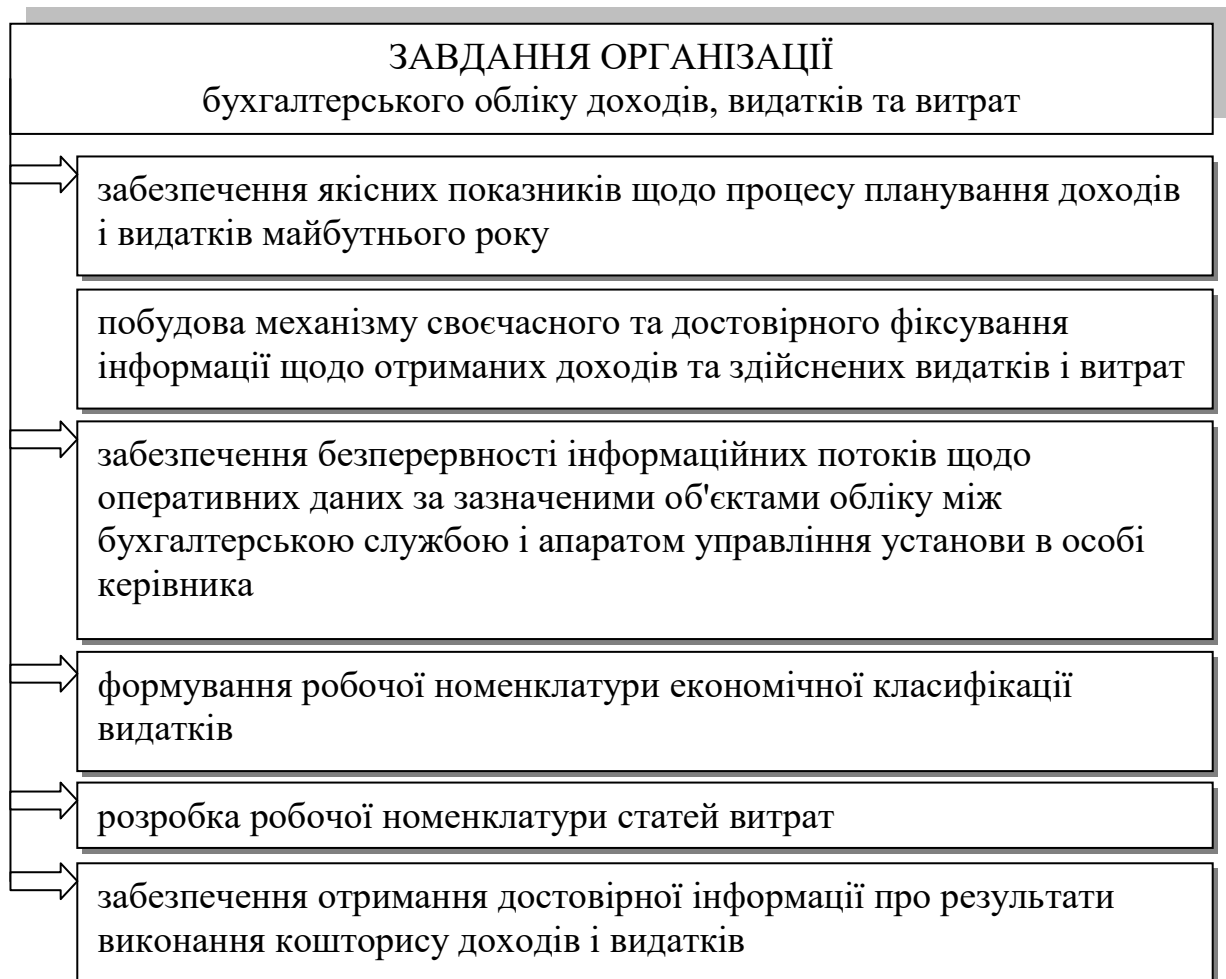 ЗАВДАННЯ ОРГАНІЗАЦІЇ
бухгалтерського обліку доходів, видатків та витрат
забезпечення якісних показників щодо процесу планування доходів
і видатків майбутнього року
побудова механізму своєчасного та достовірного фіксування
інформації щодо отриманих доходів та здійснених видатків і витрат
забезпечення безперервності інформаційних потоків щодо
оперативних даних за зазначеними об'єктами обліку між
бухгалтерською службою і апаратом управління установи в особі
керівника
формування робочої номенклатури економічної класифікації
видатків
розробка робочої номенклатури статей витрат
забезпечення отримання достовірної інформації про результати
виконання кошторису доходів і видатків